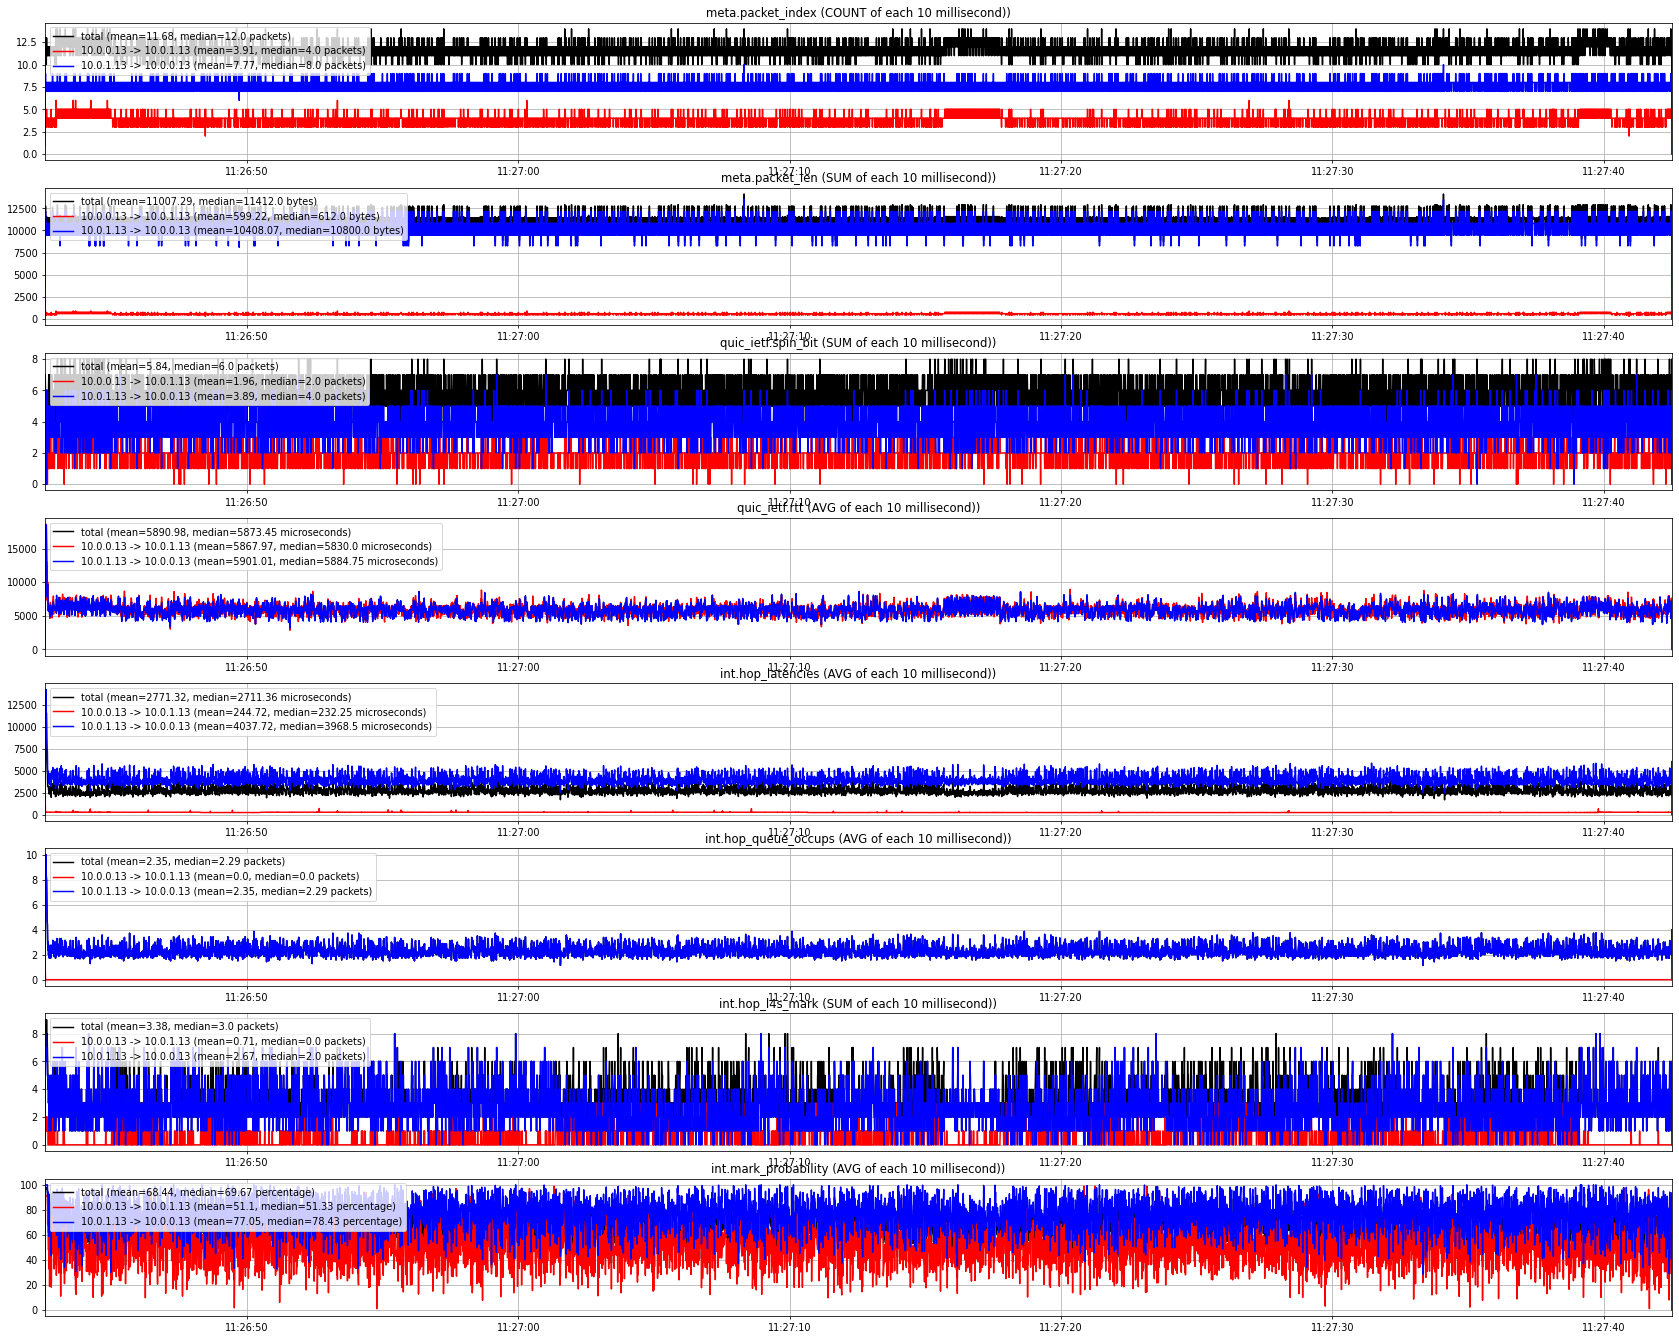 meta.packet_index (COUNT of each 10 millisecond))
total (mean=11.68, median=12.0 packets)
10.0.0.13 -> 10.0.1.13 (mean=3.91, median=4.0 packets)
10.0.1.13 -> 10.0.0.13 (mean=7.77, median=8.0 packets)
12.5
10.0
7.5
5.0
2.5
0.0
11:26:50 11:27:00 11:27:10 11:27:20 11:27:30 11:27:40
meta.packet_len (SUM of each 10 millisecond))
total (mean=11007.29, median=11412.0 bytes)
10.0.0.13 -> 10.0.1.13 (mean=599.22, median=612.0 bytes)
10.0.1.13 -> 10.0.0.13 (mean=10408.07, median=10800.0 bytes)
12500
10000
7500
5000
2500
0
11:26:50 11:27:00 11:27:10 11:27:20 11:27:30 11:27:40
quic_ietf.spin_bit (SUM of each 10 millisecond))
total (mean=5.84, median=6.0 packets)
10.0.0.13 -> 10.0.1.13 (mean=1.96, median=2.0 packets)
10.0.1.13 -> 10.0.0.13 (mean=3.89, median=4.0 packets)
8
6
4
2
0
11:26:50 11:27:00 11:27:10 11:27:20 11:27:30 11:27:40
quic_ietf.rtt (AVG of each 10 millisecond))
total (mean=5890.98, median=5873.45 microseconds)
10.0.0.13 -> 10.0.1.13 (mean=5867.97, median=5830.0 microseconds)
10.0.1.13 -> 10.0.0.13 (mean=5901.01, median=5884.75 microseconds)
15000
10000
5000
0
11:26:50 11:27:00 11:27:10 11:27:20 11:27:30 11:27:40
int.hop_latencies (AVG of each 10 millisecond))
total (mean=2771.32, median=2711.36 microseconds)
10.0.0.13 -> 10.0.1.13 (mean=244.72, median=232.25 microseconds)
10.0.1.13 -> 10.0.0.13 (mean=4037.72, median=3968.5 microseconds)
12500
10000
7500
5000
2500
0
11:26:50 11:27:00 11:27:10 11:27:20 11:27:30 11:27:40
int.hop_queue_occups (AVG of each 10 millisecond))
total (mean=2.35, median=2.29 packets)
10.0.0.13 -> 10.0.1.13 (mean=0.0, median=0.0 packets)
10.0.1.13 -> 10.0.0.13 (mean=2.35, median=2.29 packets)
10
8
6
4
2
0
11:26:50 11:27:00 11:27:10 11:27:20 11:27:30 11:27:40
int.hop_l4s_mark (SUM of each 10 millisecond))
total (mean=3.38, median=3.0 packets)
10.0.0.13 -> 10.0.1.13 (mean=0.71, median=0.0 packets)
10.0.1.13 -> 10.0.0.13 (mean=2.67, median=2.0 packets)
8
6
4
2
0
11:26:50 11:27:00 11:27:10 11:27:20 11:27:30 11:27:40
int.mark_probability (AVG of each 10 millisecond))
total (mean=68.44, median=69.67 percentage)
10.0.0.13 -> 10.0.1.13 (mean=51.1, median=51.33 percentage)
10.0.1.13 -> 10.0.0.13 (mean=77.05, median=78.43 percentage)
100
80
60
40
20
0
11:26:50 11:27:00 11:27:10 11:27:20 11:27:30 11:27:40